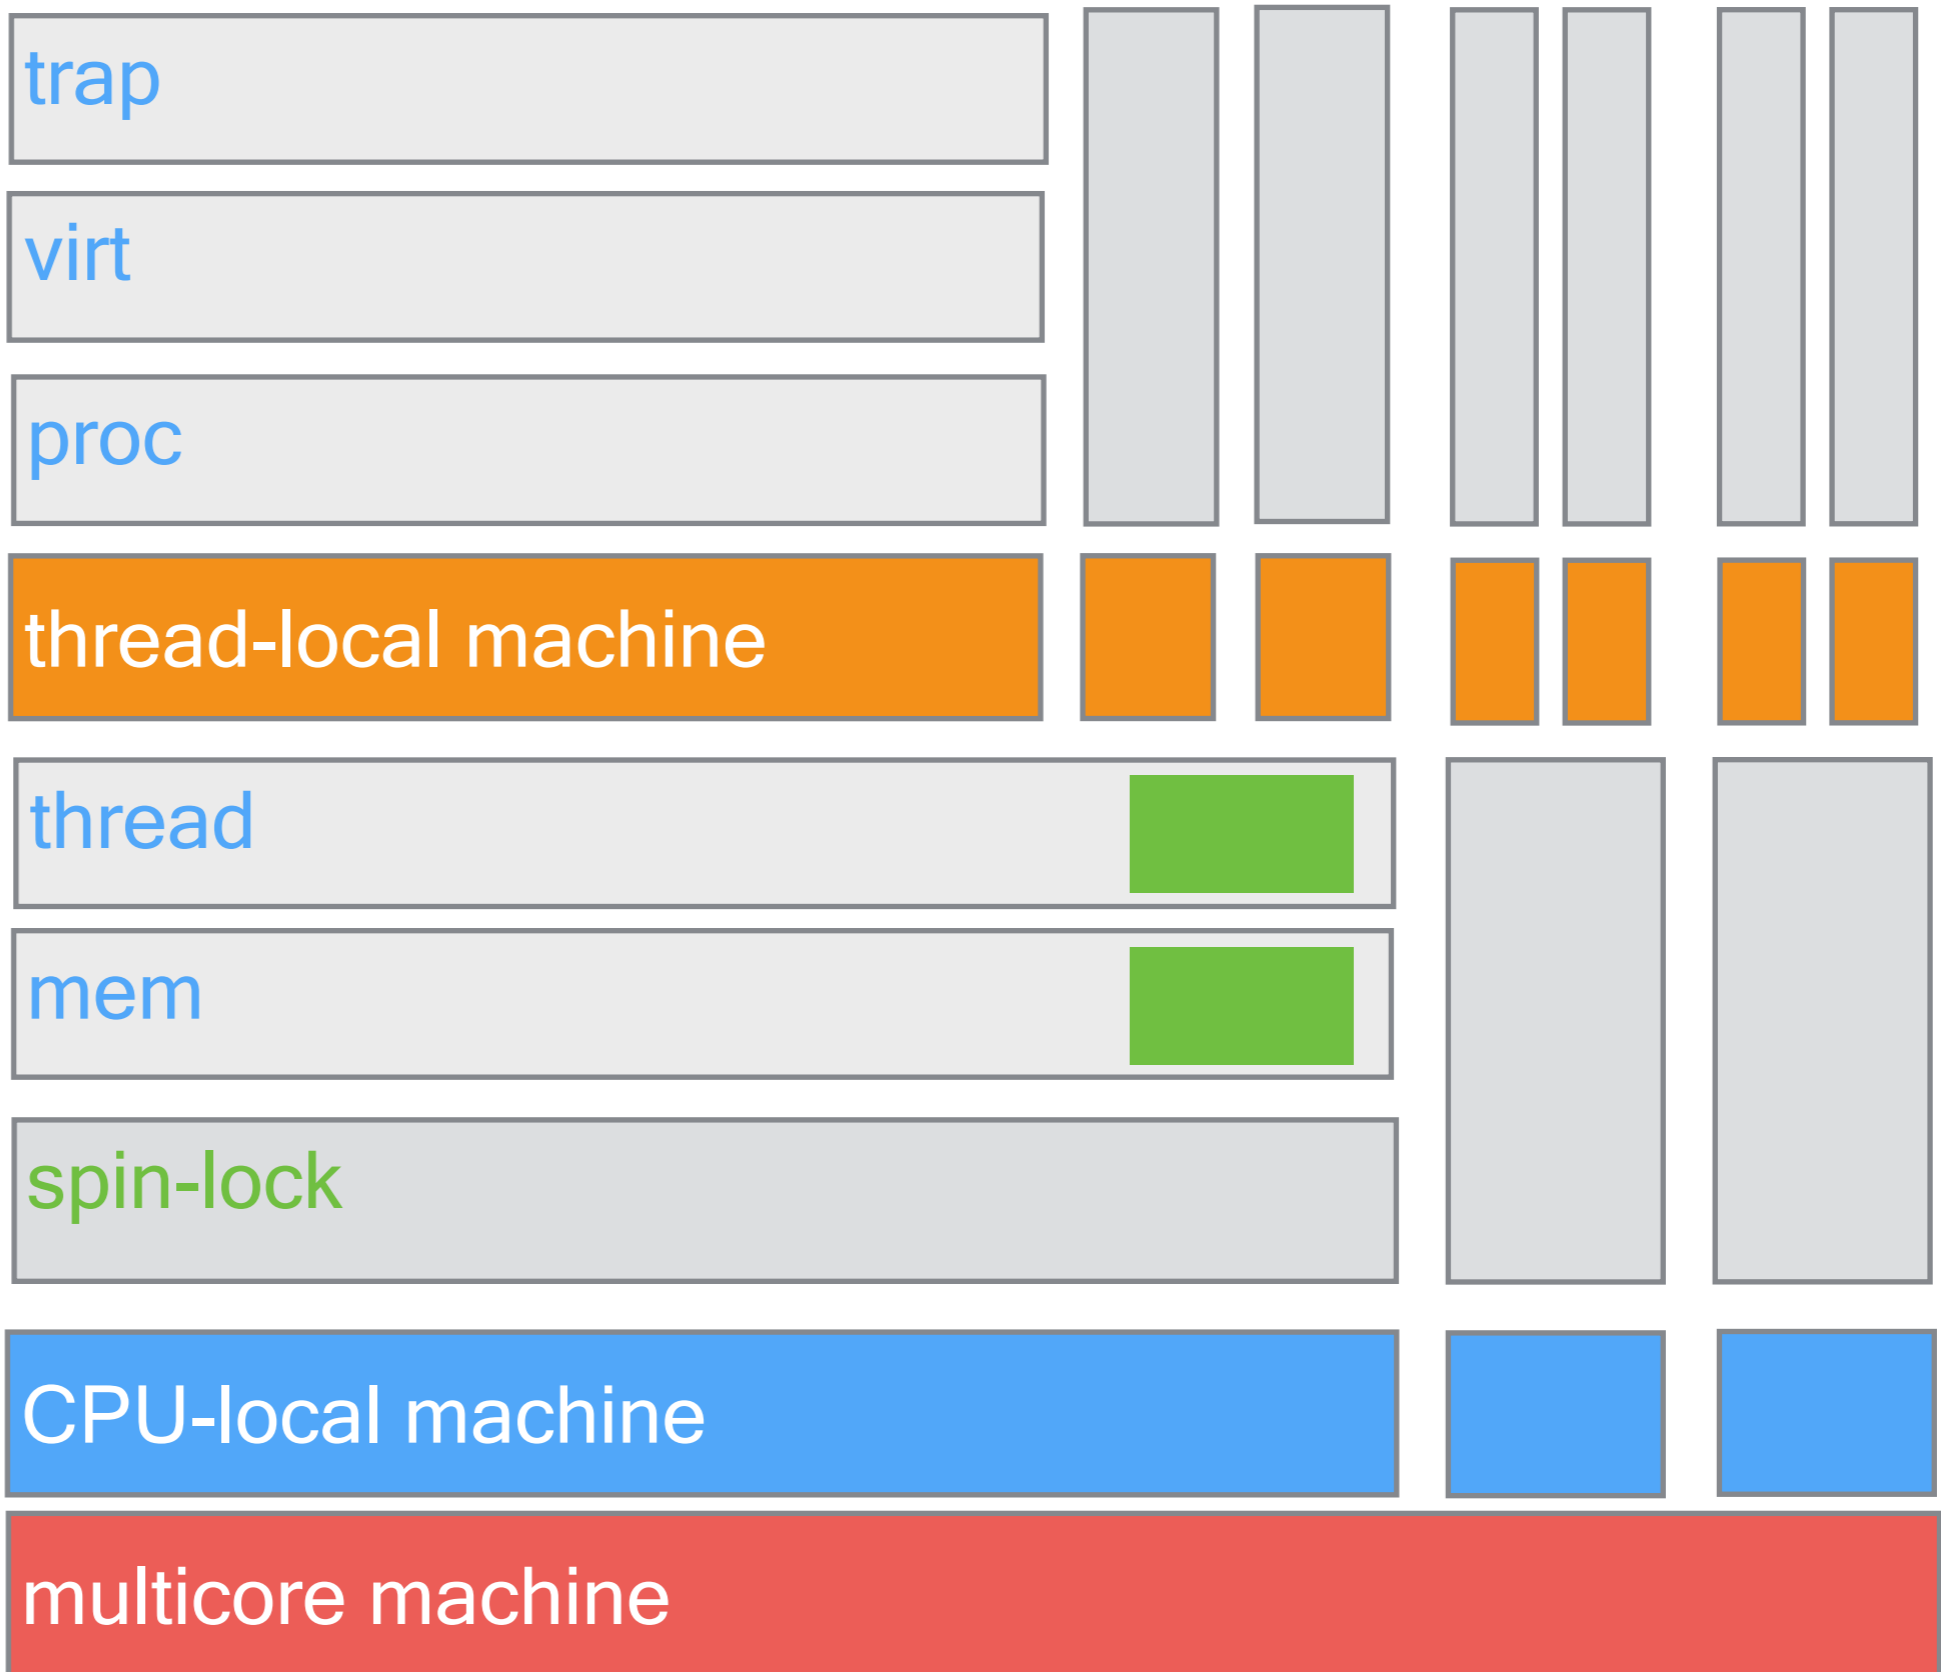 trap
virt
proc
thread-local machine
thread
mem
spin-lock
CPU-local machine
multicore machine